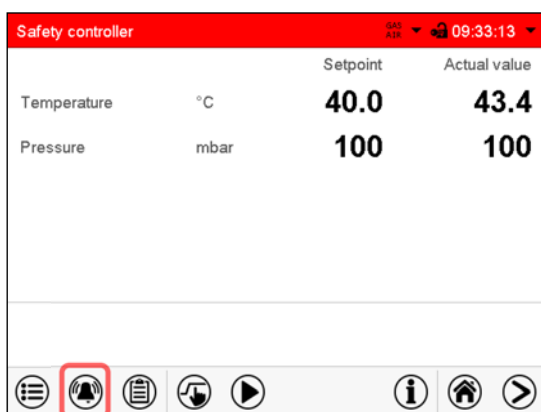 Safety controller GAS AIR 09:33:13
Setpoint Actual value
Temperature °C 40.0 43.4
Pressure mbar 100 100